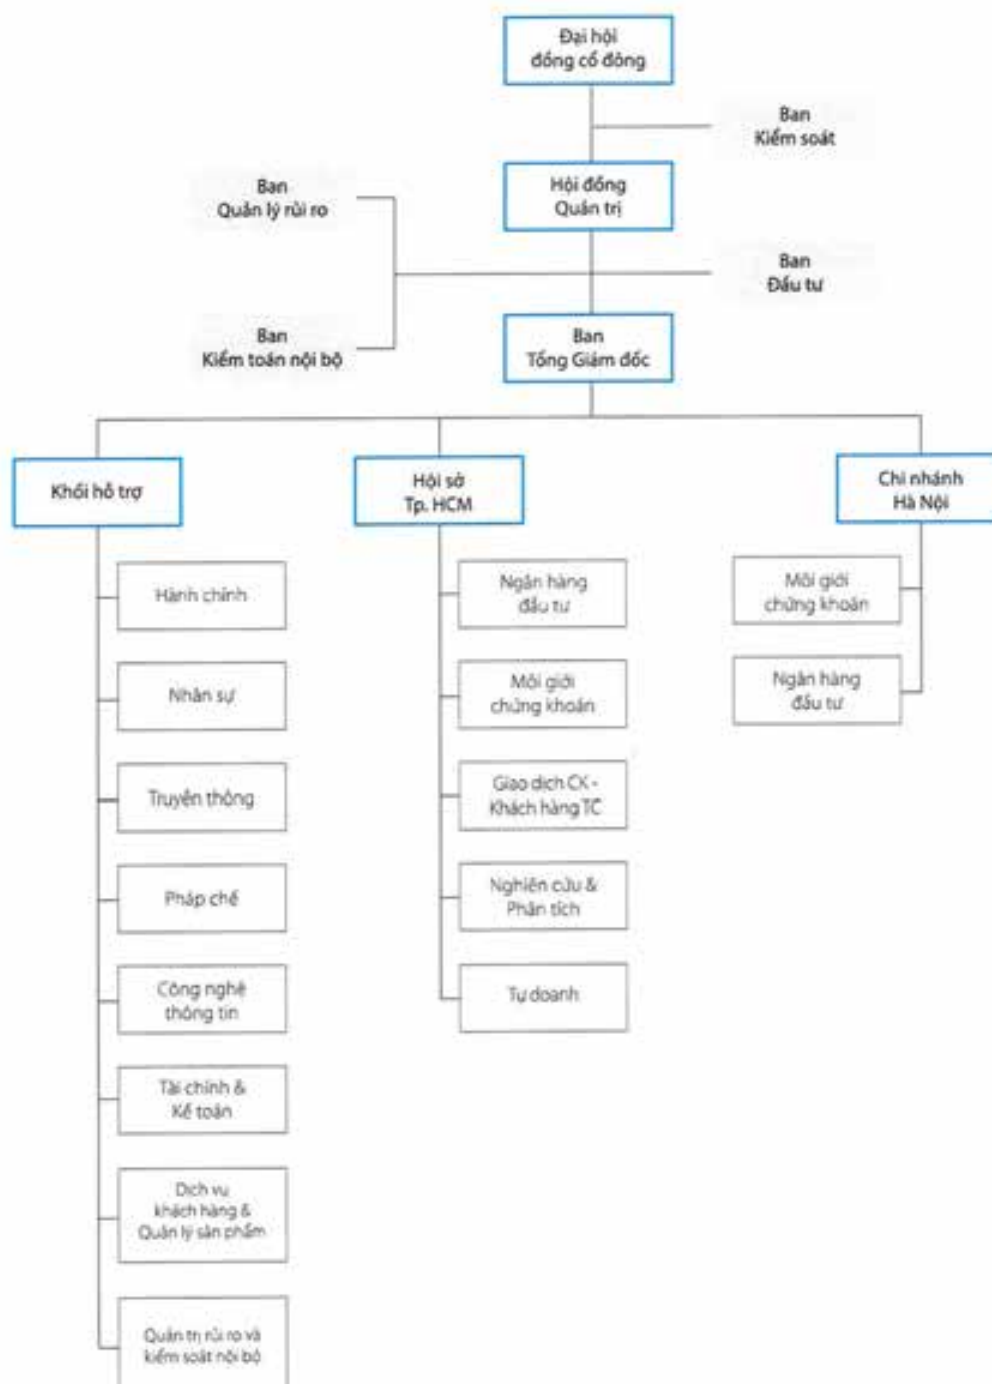 Đại hội
đồng cổ đông
Ban
Kiểm soát
Hội đồng
Quản trị
Ban
Quản lý rủi ro
Ban
Đầu tư
Ban
Kiểm toán nội bộ
Ban
Tổng Giám đốc
Khối hỗ trợ
Hội sở
Tp. HCM
Chi nhánh
Hà Nội
Hành chính
Nhân sự
Truyền thông
Pháp chế
Công nghệ
thông tin
Tài chính &
Kế toán
Dịch vụ
khách hàng &
Quản lý sản phẩm
Quản trị rủi ro và
kiểm soát nội bộ
Ngân hàng
đầu tư
Môi giới
chứng khoán
Giao dịch CK -
Khách hàng TC
Nghiên cứu &
Phân tích
Tự doanh
Môi giới
chứng khoán
Ngân hàng
đầu tư